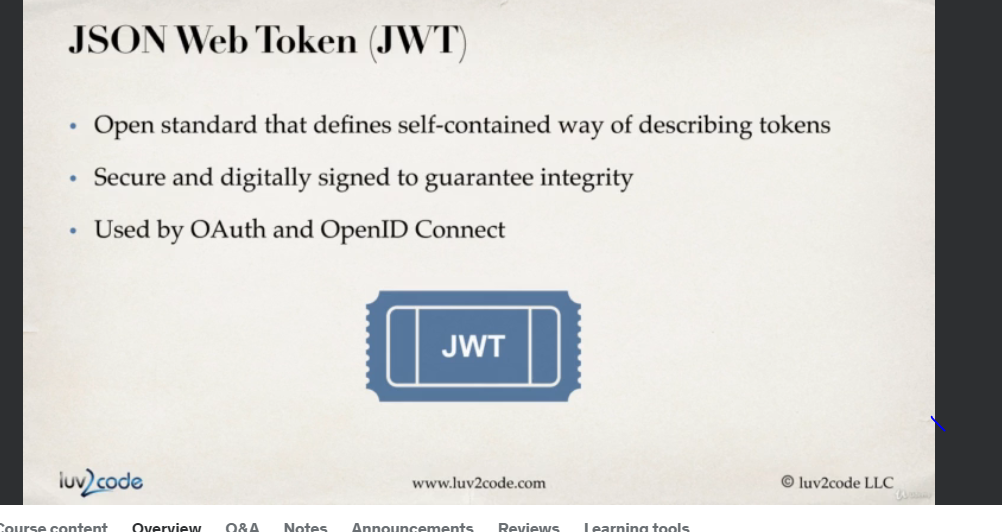 JSON Web Token (JWT)
• Open standard that defines self-contained way of describing tokens
• Secure and digitally signed to guarantee integrity
• Used by OAuth and OpenID Connect
JWT
luv2code www.luv2code.com © luv2code LLC
Course content Overview Q&A Notes Announcements Reviews Learning tools